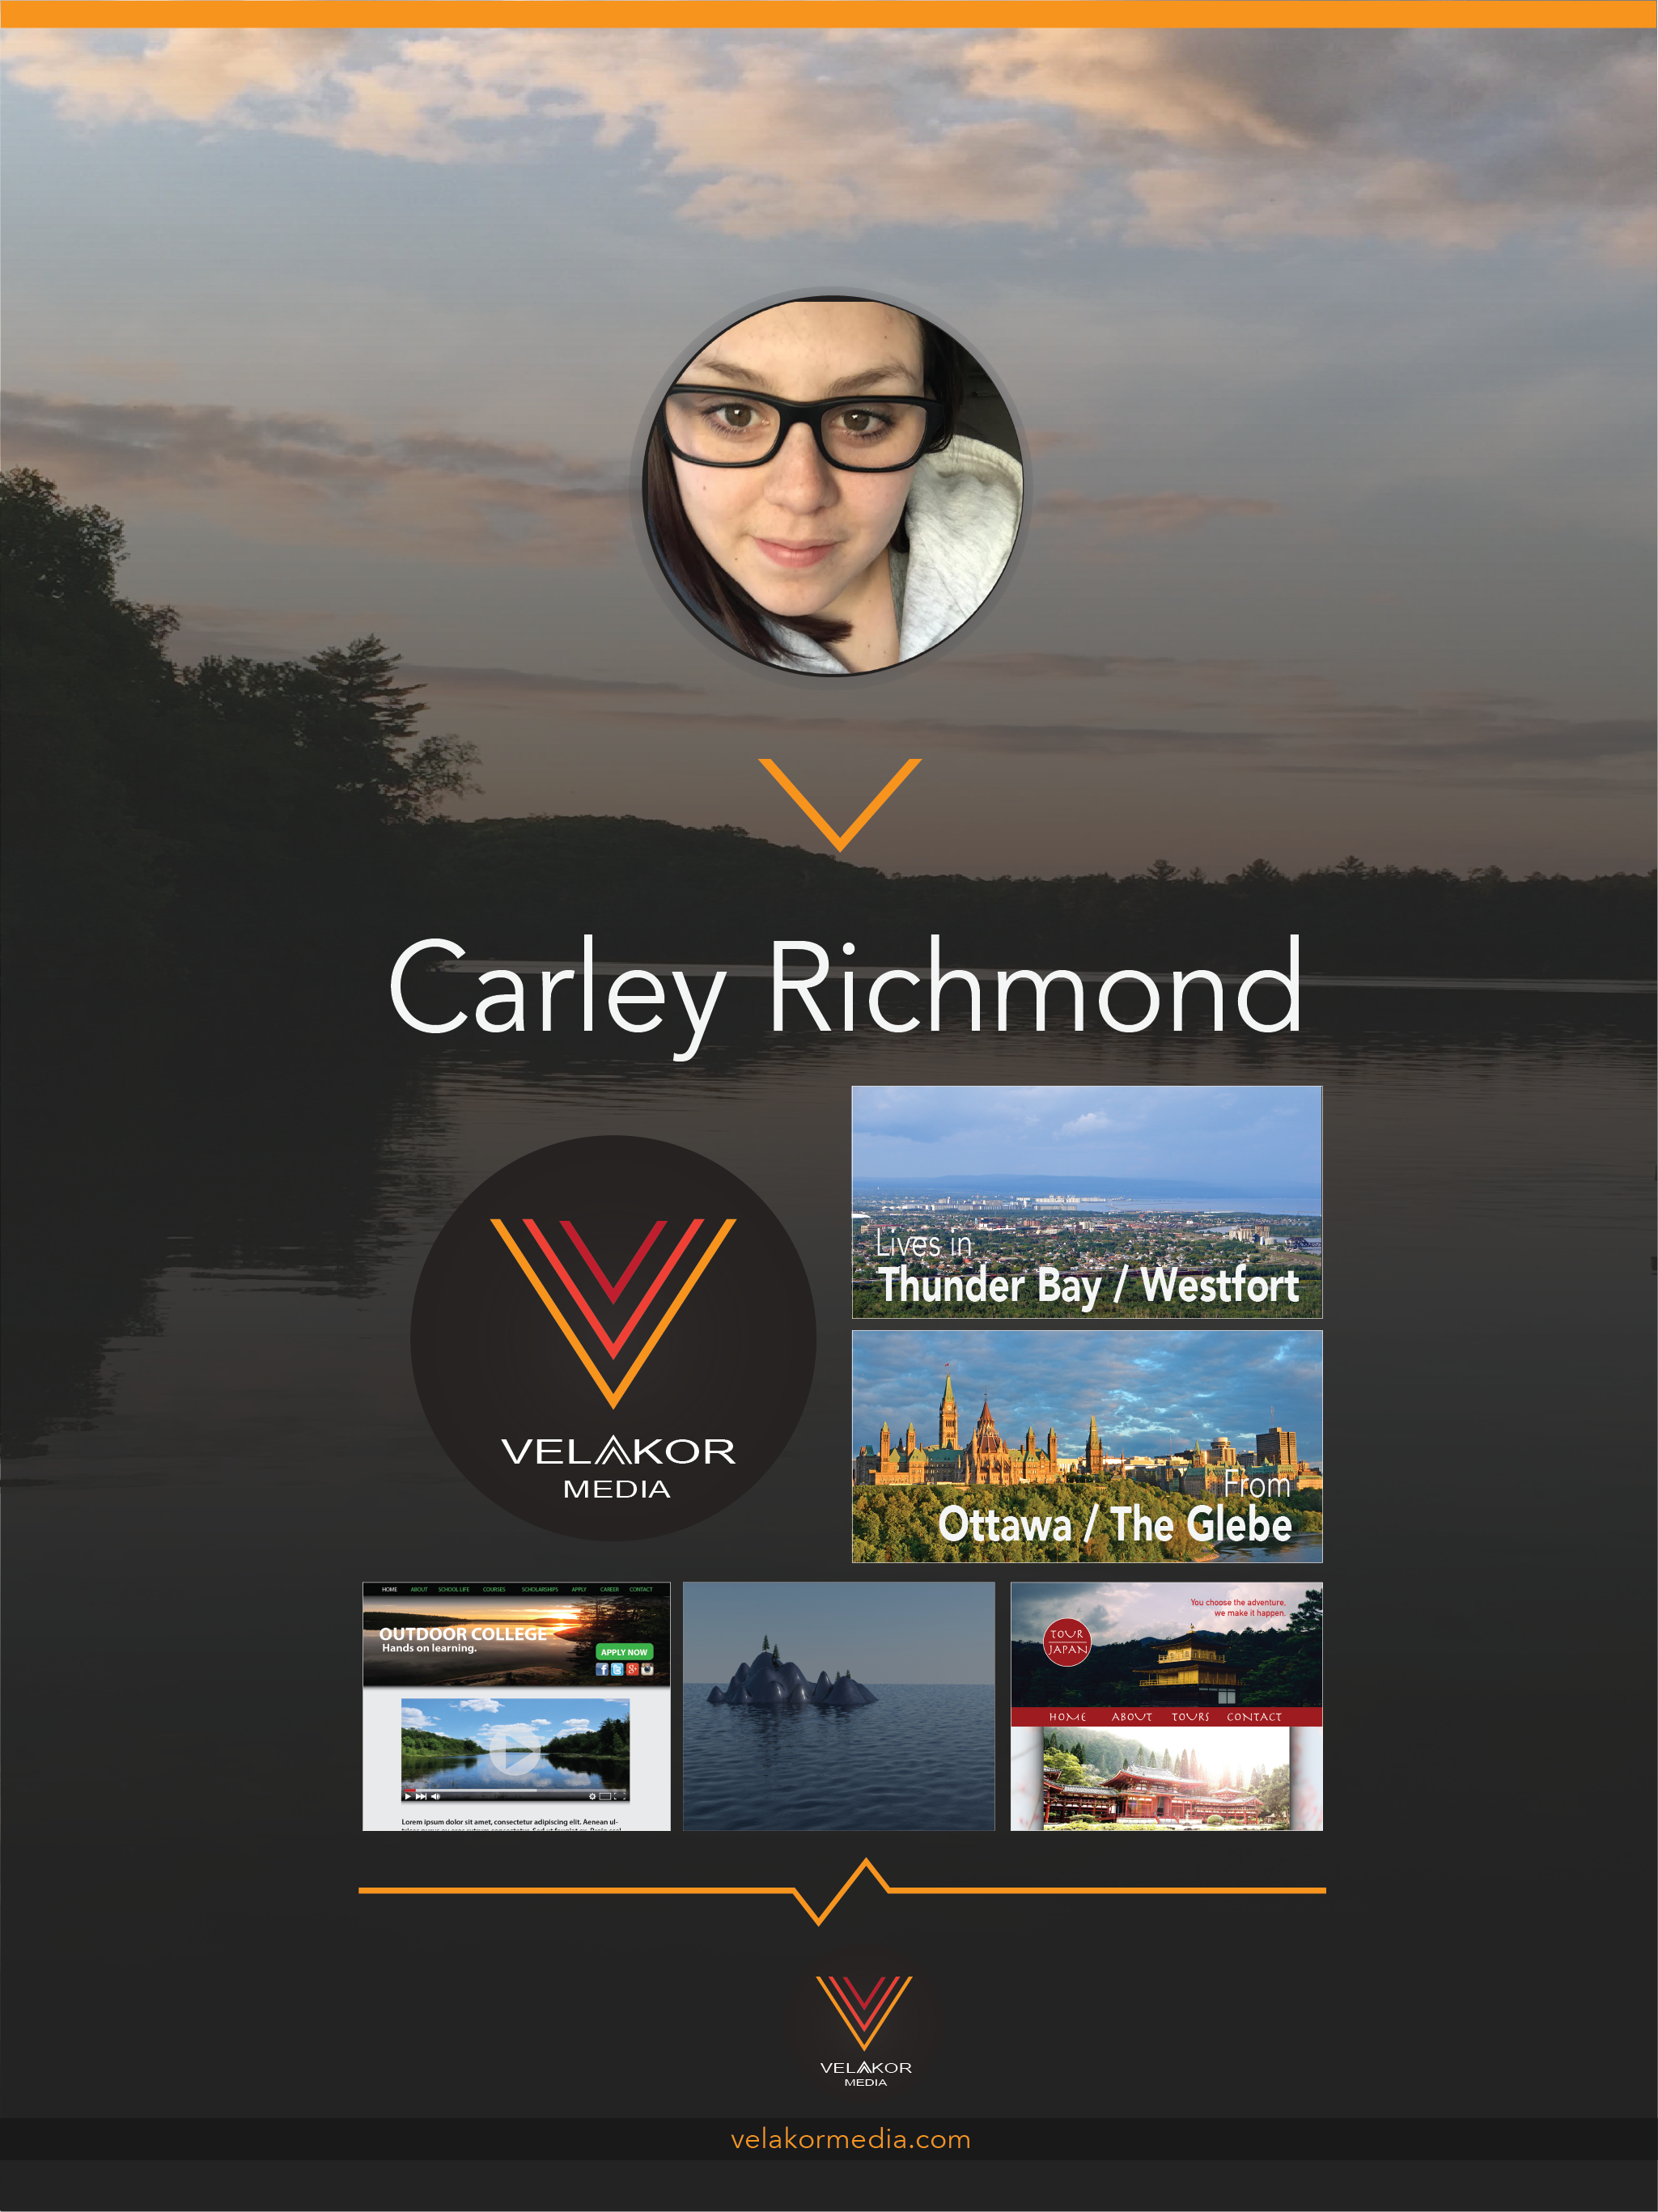 Carley Richmond
VELAKOR
MEDIA
Lives in
Thunder Bay / Westfort
From
Ottawa / The Glebe
HOME ABOUT SCHOOL LIFE COURSES SCHOLARSHIPS APPLY CAREER CONTACT
OUTDOOR COLLEGE
Hands on learning.
APPLY NOW
Lorem ipsum dolor sit amet, consectetur adipiscing elit. Aenean ul-
You choose the adventure,
we make it happen.
TOUR
JAPAN
HOME ABOUT TOURS CONTACT
VELAKOR
MEDIA
velakormedia.com